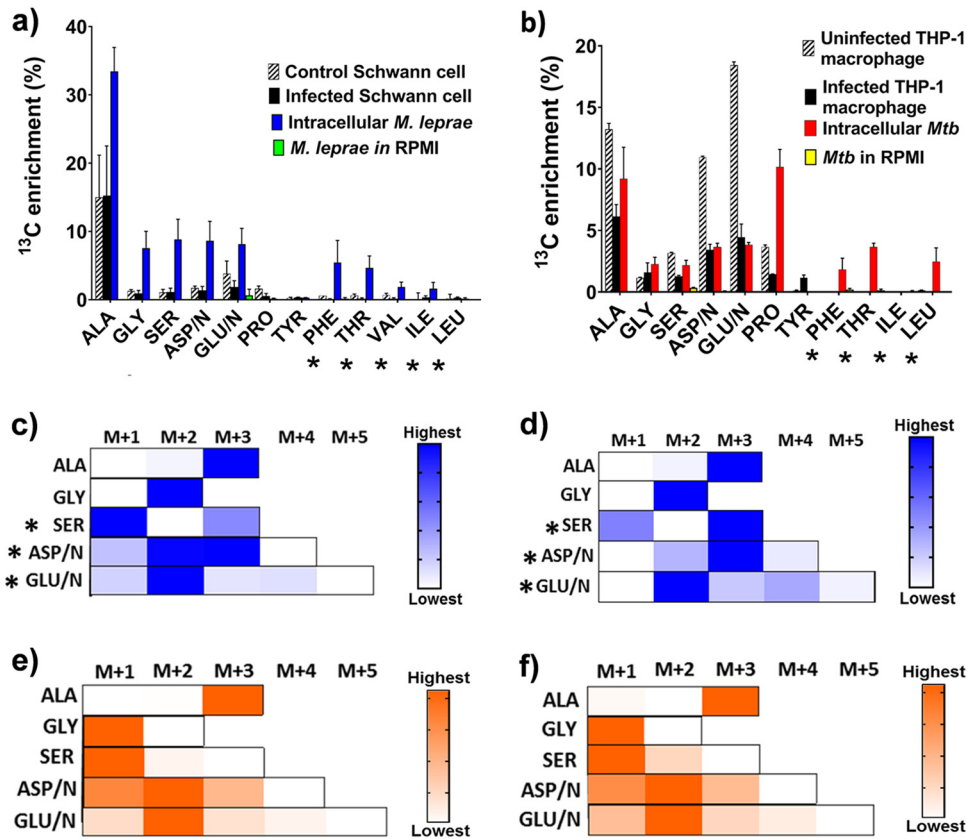 a)
40
30
20
10
0
13C enrichment (%)
Control Schwann cell
Infected Schwann cell
Intracellular M. leprae
M. leprae in RPMI
ALA GLY SER ASP/N GLU/N PRO TYR PHE THR VAL ILE LEU
* * * * *
b)
20
15
10
5
0
13C enrichment (%)
Uninfected THP-1
macrophage
Infected THP-1
macrophage
Intracellular Mtb
Mtb in RPMI
ALA GLY SER ASP/N GLU/N PRO TYR PHE THR ILE LEU
* * * *
c)
M+1 M+2 M+3 M+4 M+5
ALA
GLY
* SER
* ASP/N
* GLU/N
Highest
Lowest
d)
M+1 M+2 M+3 M+4 M+5
ALA
GLY
* SER
* ASP/N
* GLU/N
Highest
Lowest
e)
M+1 M+2 M+3 M+4 M+5
ALA
GLY
SER
ASP/N
GLU/N
Highest
Lowest
f)
M+1 M+2 M+3 M+4 M+5
ALA
GLY
SER
ASP/N
GLU/N
Highest
Lowest